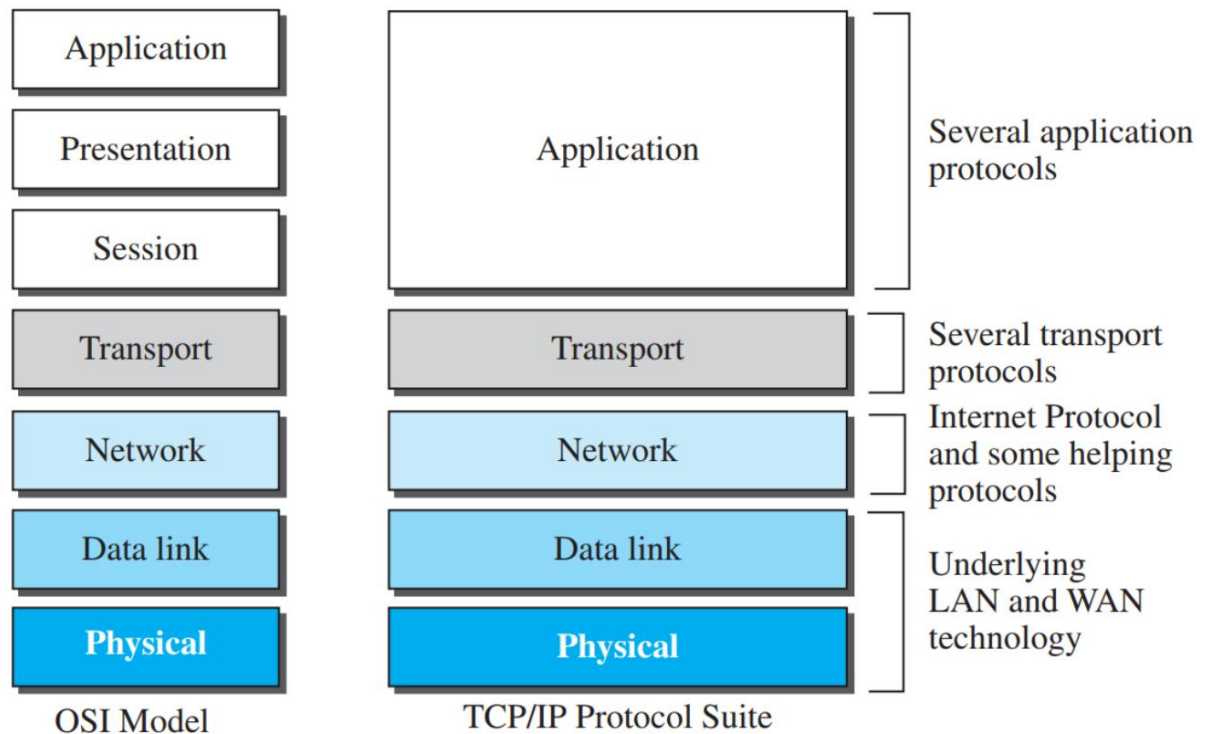 Application
Presentation
Session
Transport
Network
Data link
Physical
OSI Model
Application
Transport
Network
Data link
Physical
TCP/IP Protocol Suite
Several application
protocols
Several transport
protocols
Internet Protocol
and some helping
protocols
Underlying
LAN and WAN
technology